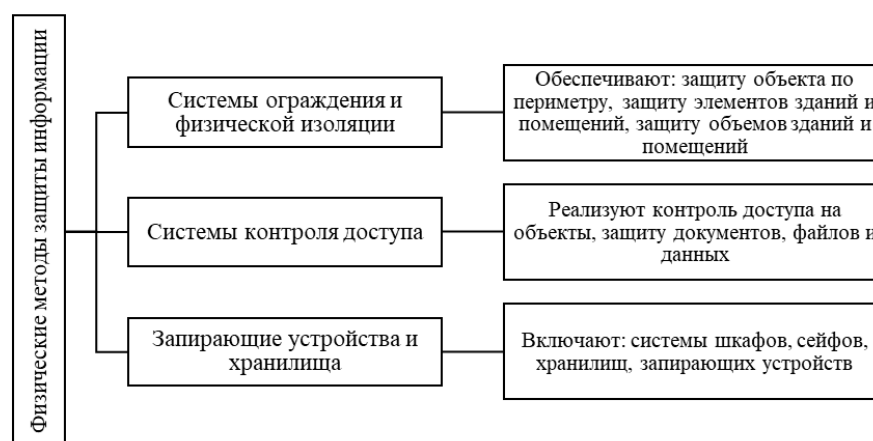 Физические методы защиты информации
Системы ограждения и
физической изоляции
Обеспечивают: защиту объекта по
периметру, защиту элементов зданий и
помещений, защиту объемов зданий и
помещений
Системы контроля доступа
Реализуют контроль доступа на
объекты, защиту документов, файлов и
данных
Запирающие устройства и
хранилища
Включают: системы шкафов, сейфов,
хранилищ, запирающих устройств